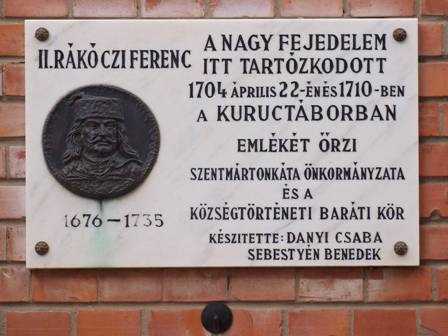 II. RÁKÓCZI FERENC
1676 - 1735
A NAGY FEJEDELEM
ITT TARTÓZKODOTT
1704 ÁPRILIS 22-ÉN ÉS 1710-BEN
A KURUCTÁBORBAN
EMLÉKÉT ŐRZI
SZENTMÁRTONKÁTA ÖNKORMÁNYZATA
ÉS A
KÖZSÉGTÖRTÉNETI BARÁTI KÖR
KÉSZITETTE: DANYI CSABA
SEBESTYÉN BENEDEK